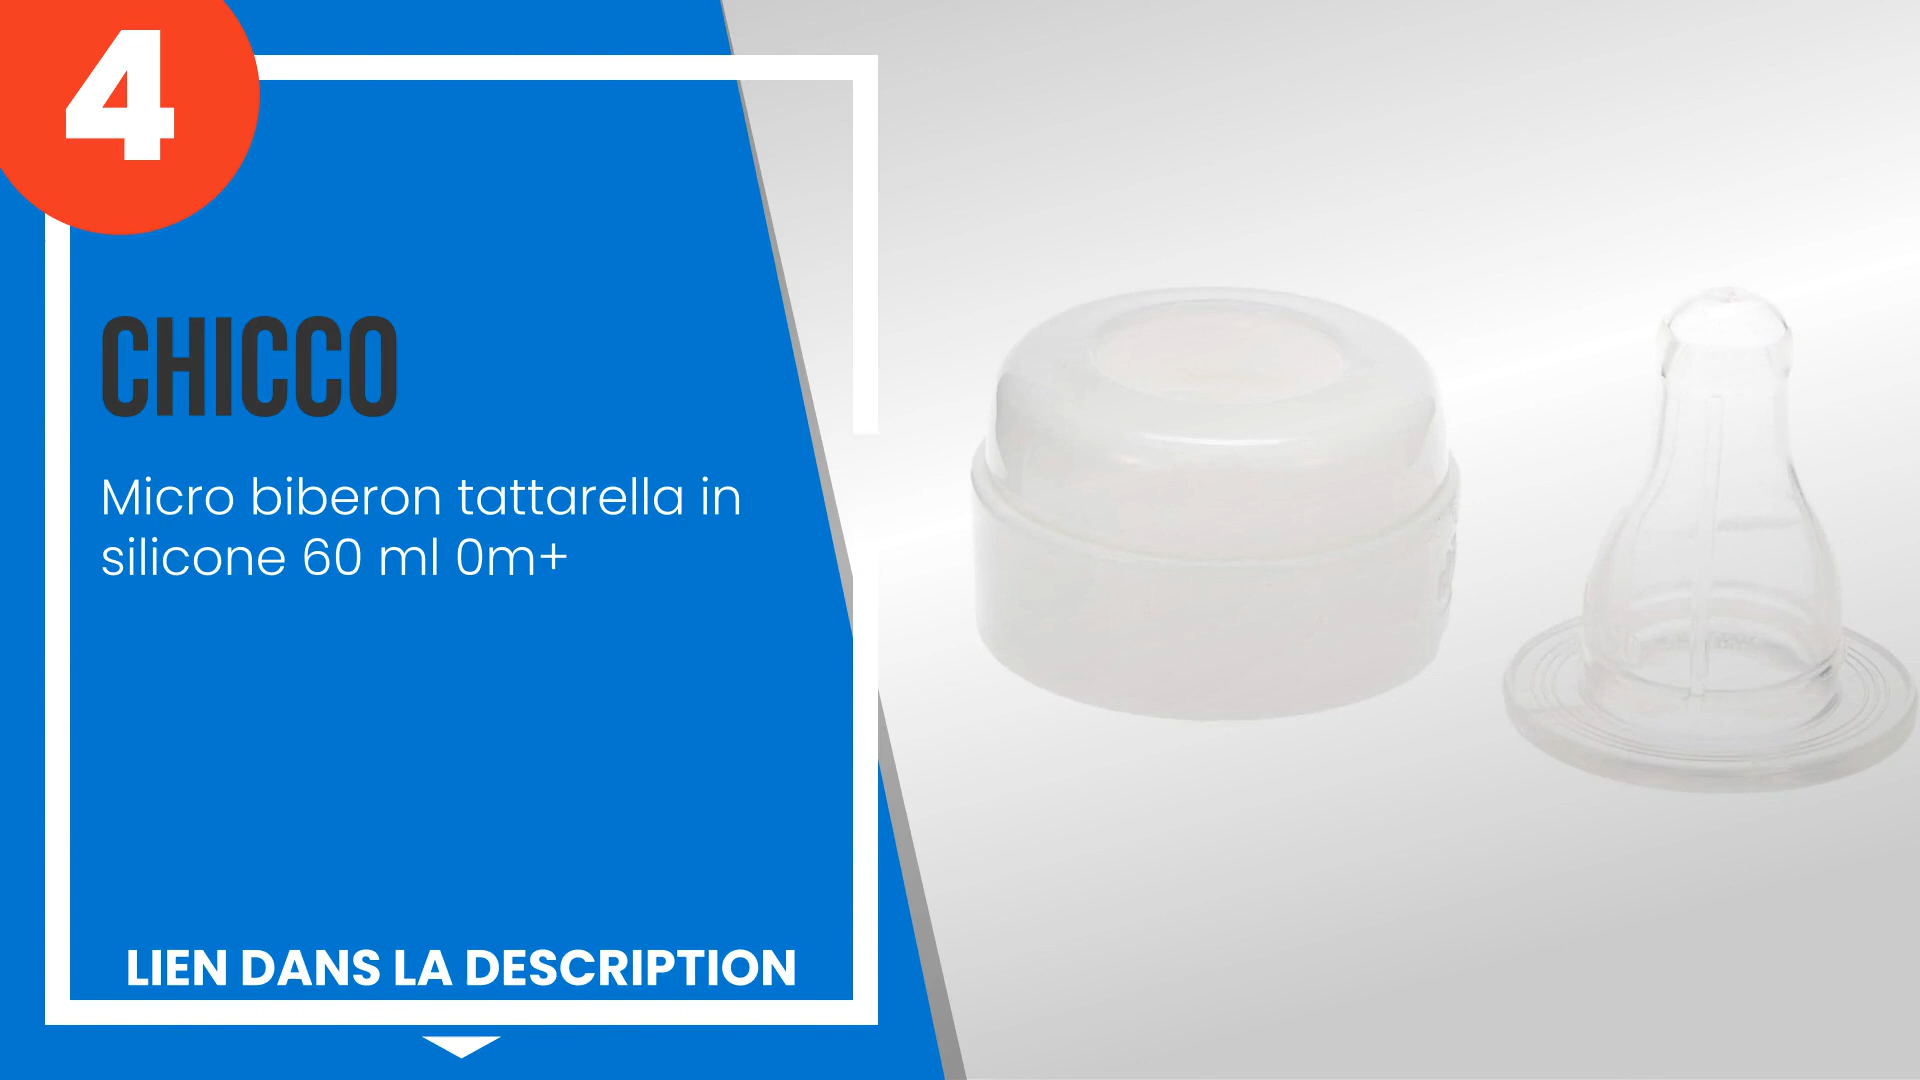 4
CHICCO
Micro biberon tattarella in
silicone 60 ml 0m+
LIEN DANS LA DESCRIPTION